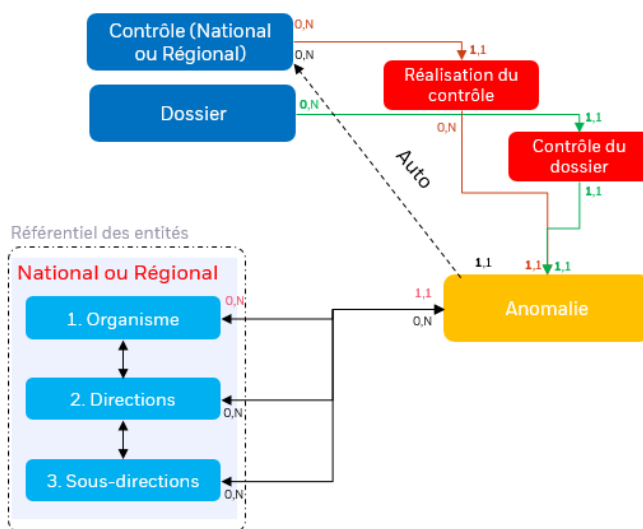 Contrôle (National
ou Régional)
0,N
0,N
1,1
Réalisation du
contrôle
0,N
Dossier
0,N
1,1
Contrôle du
dossier
1,1
Auto
Référentiel des entités
National ou Régional
0,N
1. Organisme
2. Directions
0,N
3. Sous-directions
0,N
1,1
0,N
1,1
1,1
1,1
Anomalie